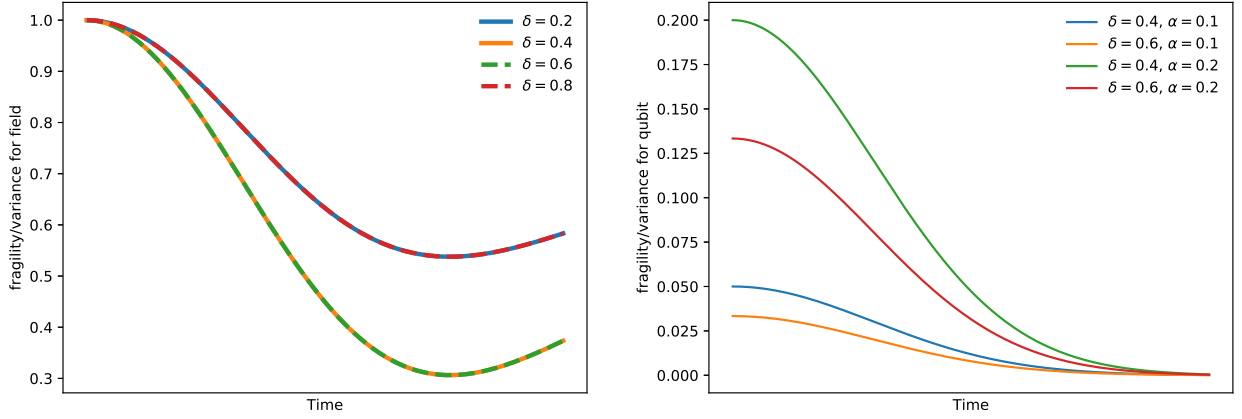 fragility/variance for field
1.0
0.9
0.8
0.7
0.6
0.5
0.4
0.3
δ = 0.2
δ = 0.4
δ = 0.6
δ = 0.8
Time
fragility/variance for qubit
0.200
0.175
0.150
0.125
0.100
0.075
0.050
0.025
0.000
δ = 0.4, α = 0.1
δ = 0.6, α = 0.1
δ = 0.4, α = 0.2
δ = 0.6, α = 0.2
Time